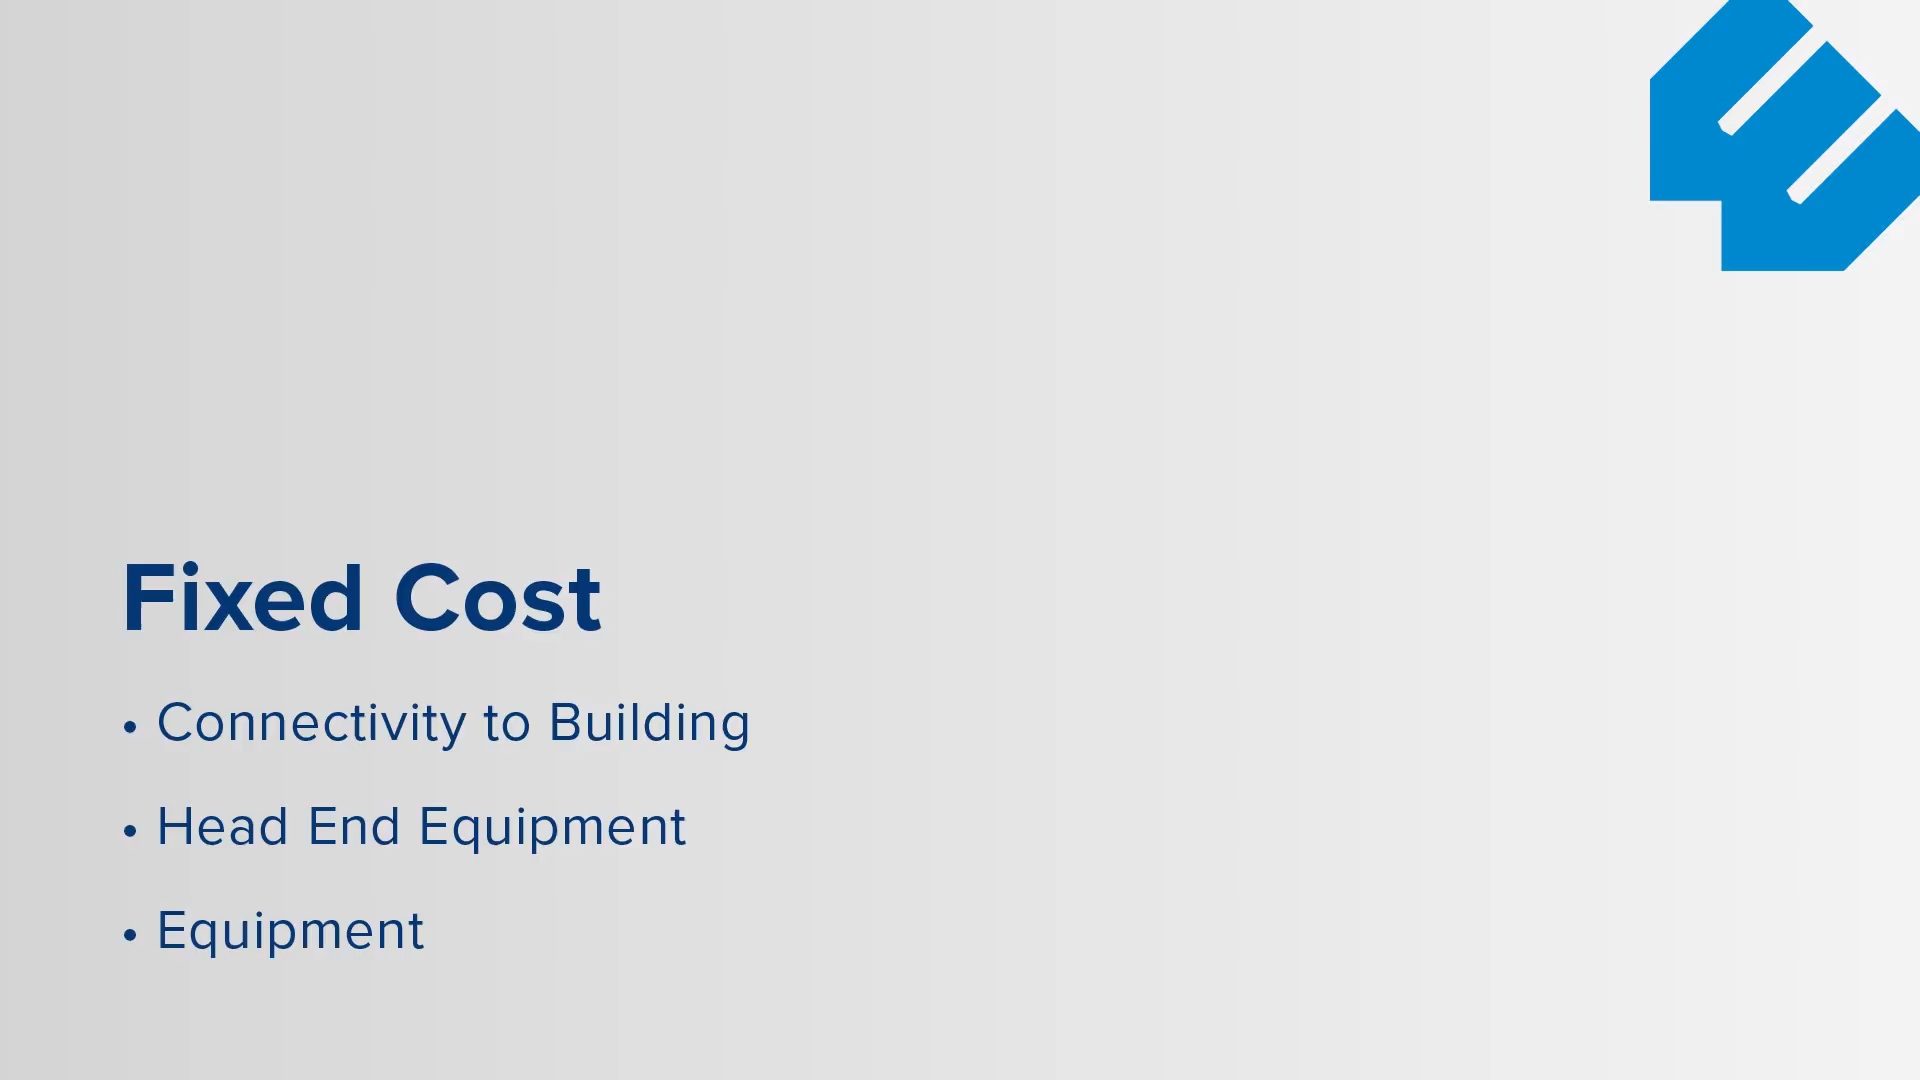 Fixed Cost
• Connectivity to Building
• Head End Equipment
• Equipment